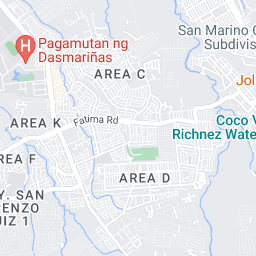 San Marino C
Subdivis
Pagamutan ng
Dasmariñas
H
AREA C
Jol
Fatima Rd
AREA K
Coco V
Richnez Wate
AREA F
AREA D
Y. SAN
RENZO
UIZ 1